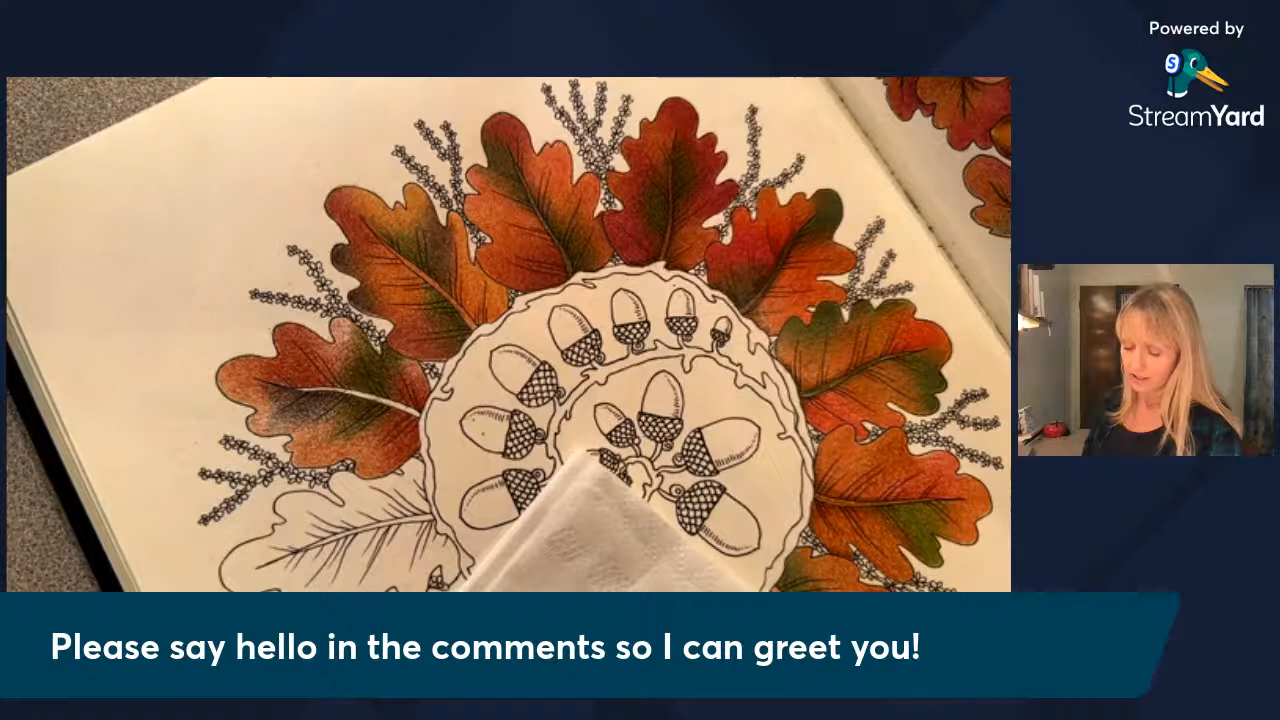 Powered by
S
StreamYard
Please say hello in the comments so I can greet you!